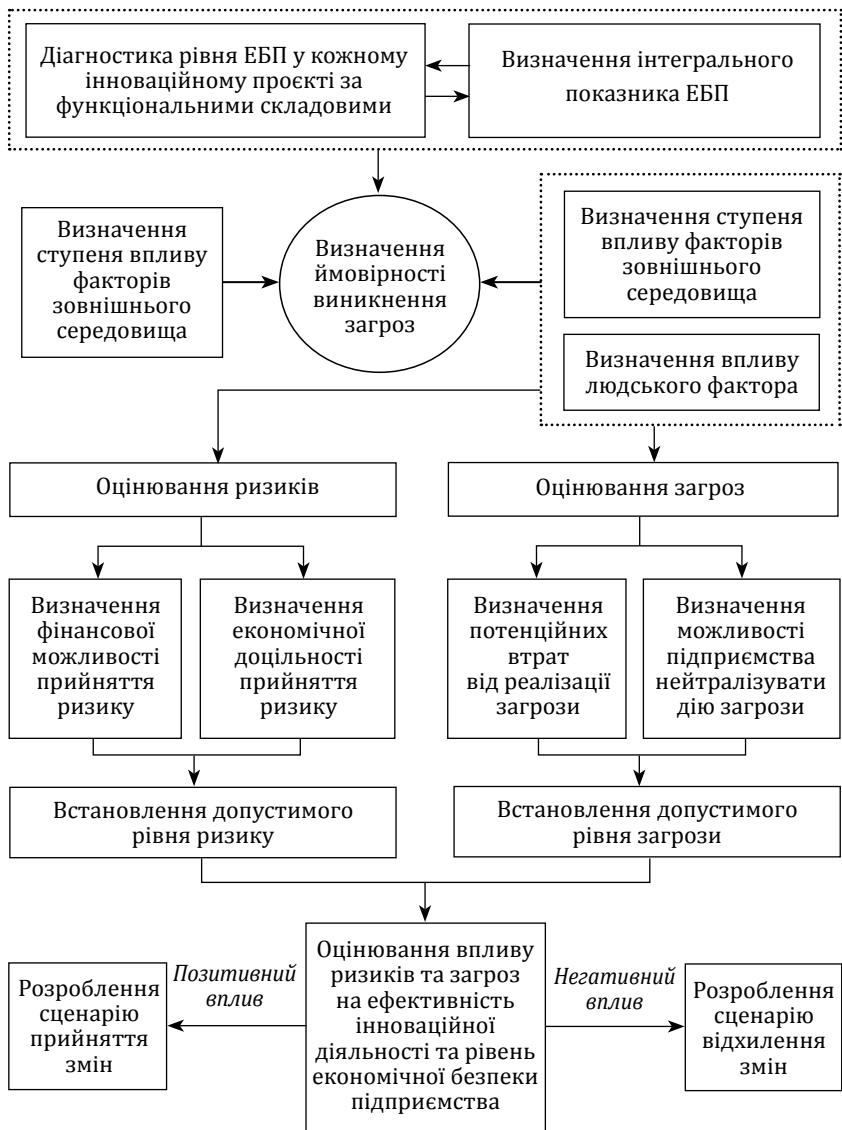 Діагностика рівня ЕБП у кожному
інноваційному проєкті за
функціональними складовими
Визначення інтегрального
показника ЕБП
Визначення
ступеня впливу
факторів
зовнішнього
середовища
Визначення
ймовірності
виникнення
загроз
Визначення ступеня
впливу факторів
зовнішнього
середовища
Визначення впливу
людського фактора
Оцінювання ризиків
Оцінювання загроз
Визначення
фінансової
можливості
прийняття
ризику
Визначення
економічної
доцільності
прийняття
ризику
Визначення
потенційних
втрат
від реалізації
загрози
Визначення
можливості
підприємства
нейтралізувати
дію загрози
Встановлення допустимого
рівня ризику
Встановлення допустимого
рівня загрози
Розроблення
сценарію
прийняття
змін
Позитивний
вплив
Оцінювання впливу
ризиків та загроз
на ефективність
інноваційної
діяльності та рівень
економічної безпеки
підприємства
Негативний
вплив
Розроблення
сценарію
відхилення
змін